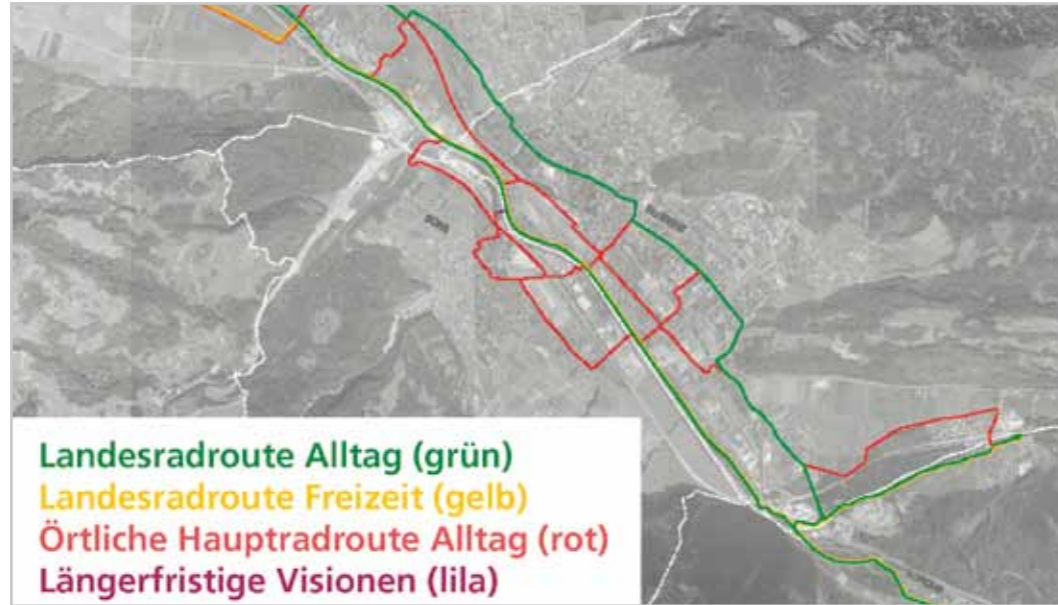 Landesradroute Alltag (grün)
Landesradroute Freizeit (gelb)
Örtliche Hauptradroute Alltag (rot)
Längerfristige Visionen (lila)